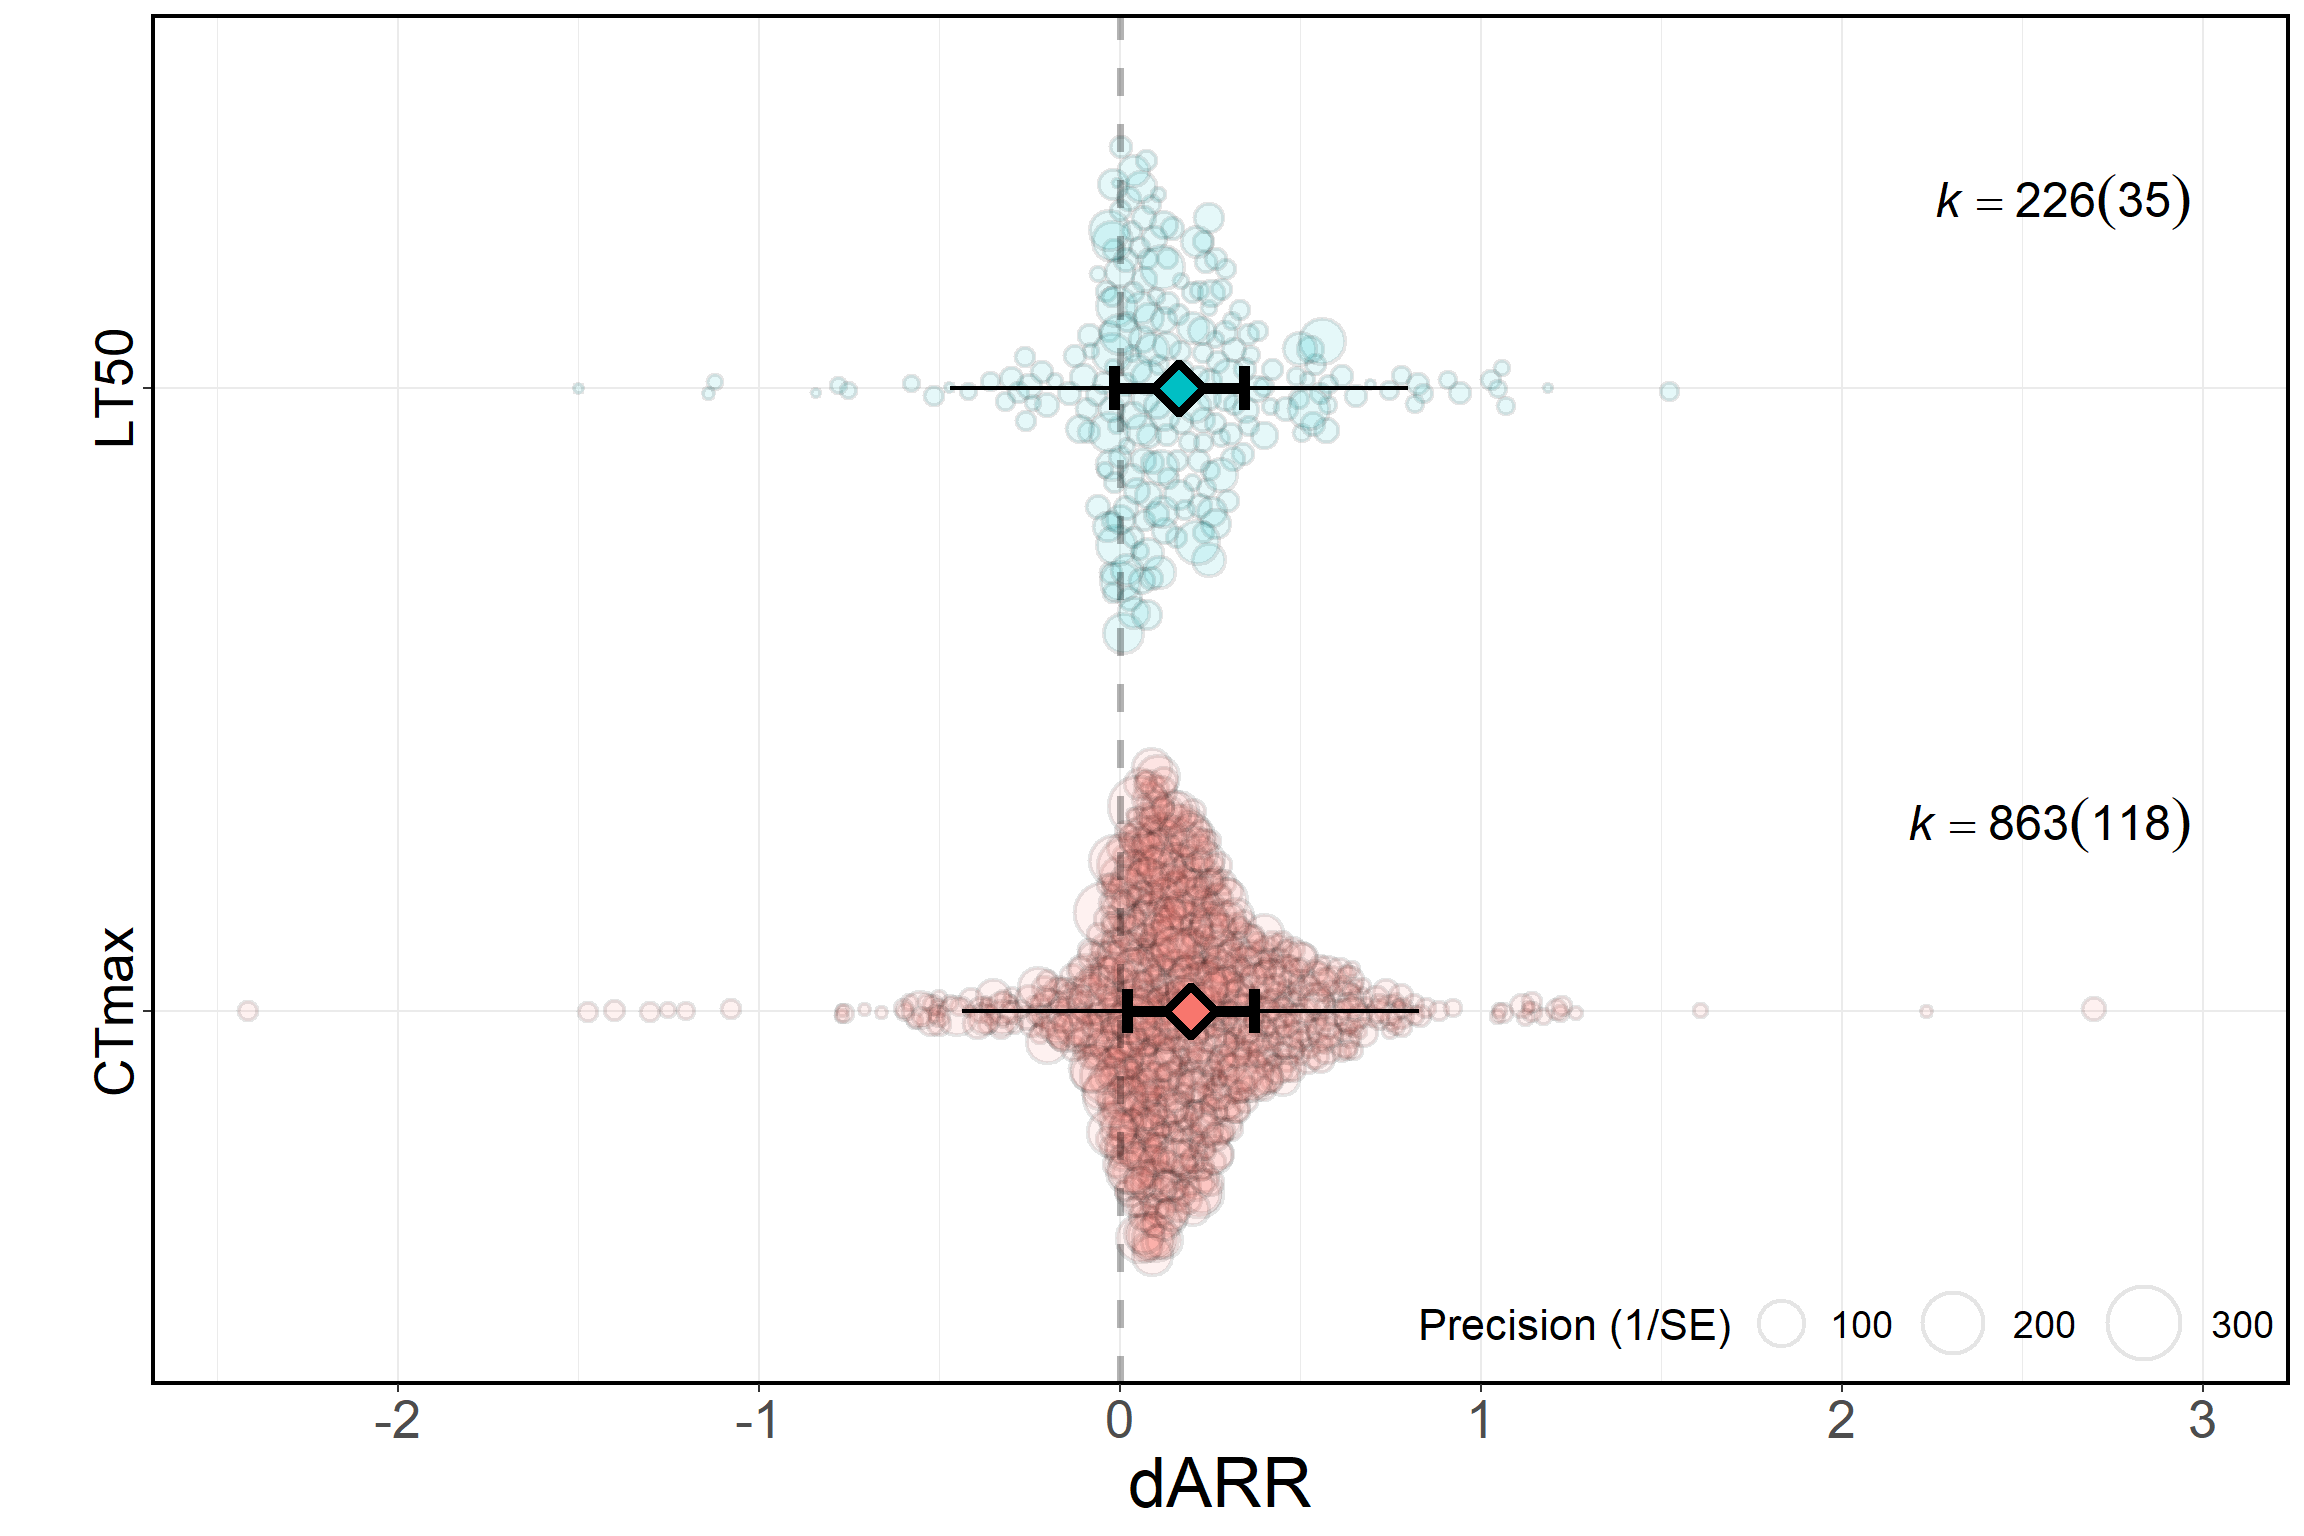 LT50
k = 226(35)
CTmax
k = 863(118)
Precision (1/SE) 100 200 300
-2 -1 0 1 2 3
dARR